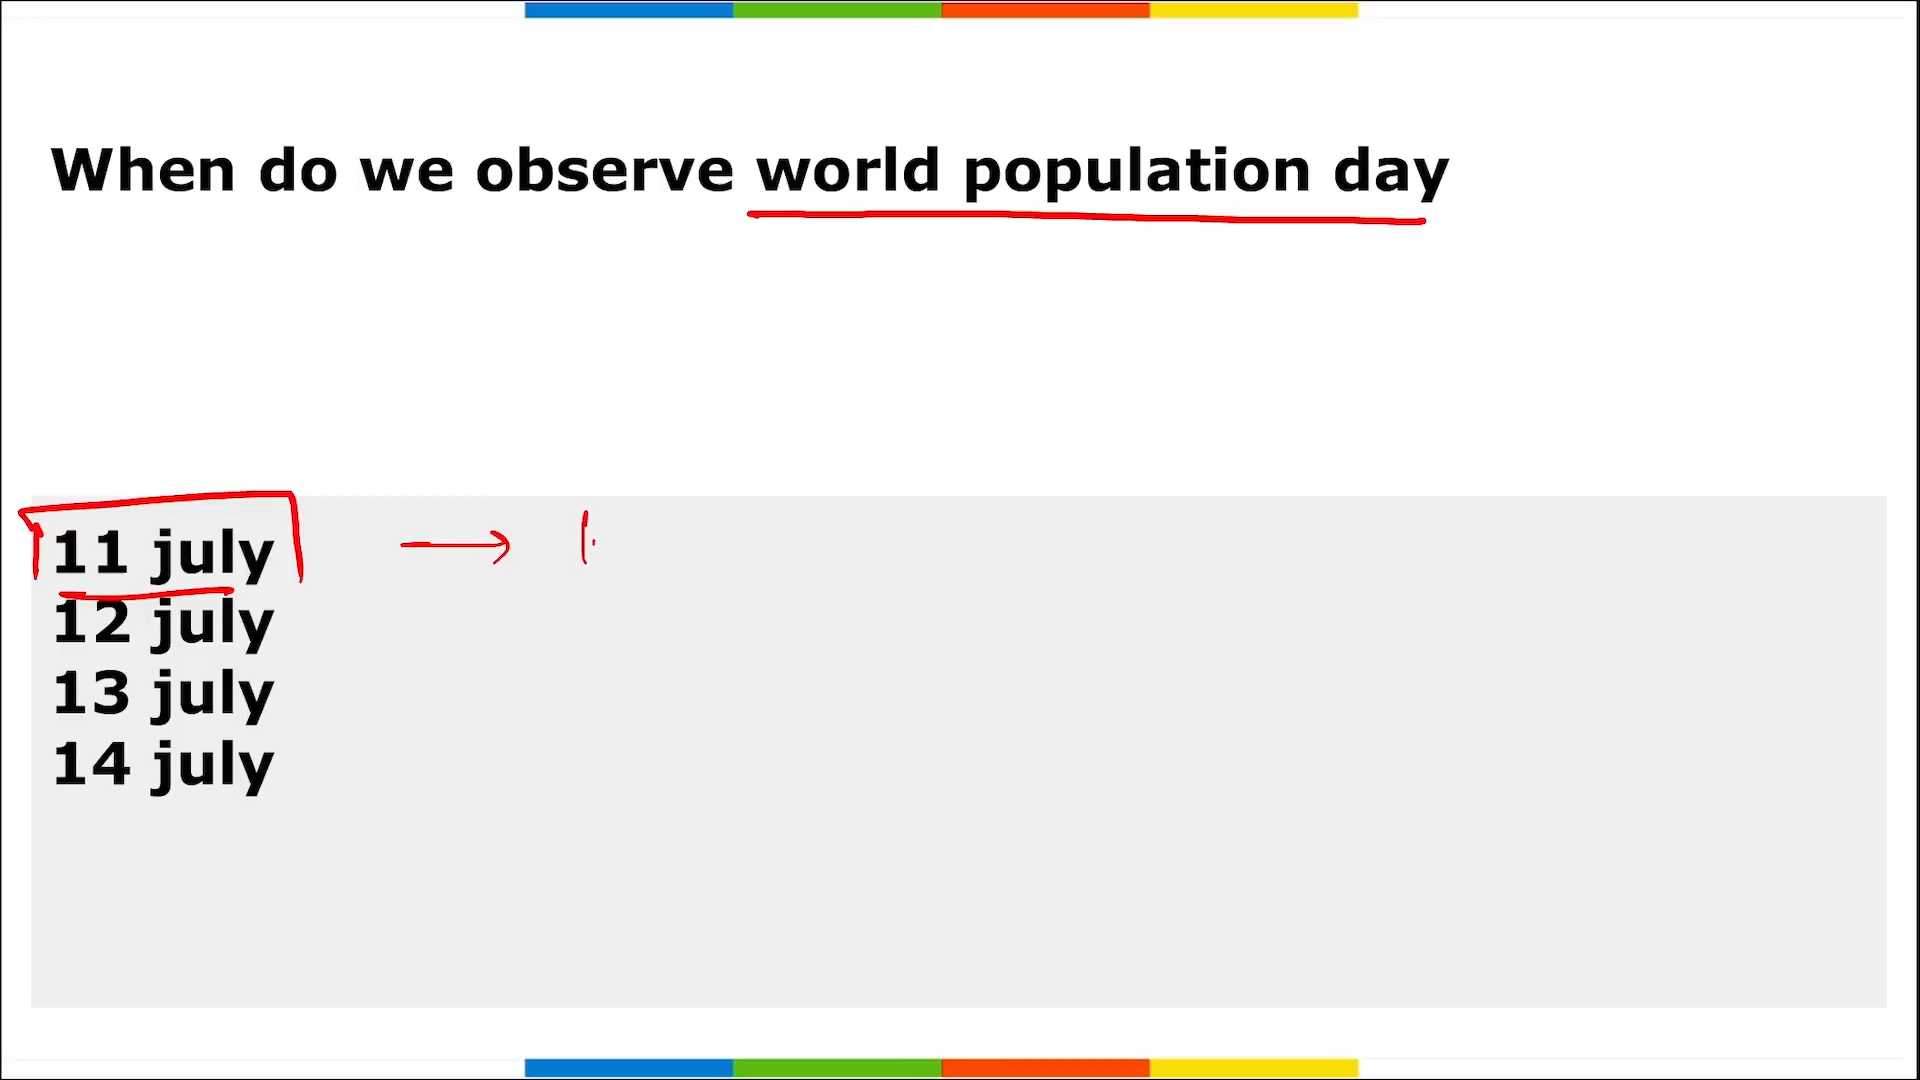 When do we observe world population day
11 july
12 july
13 july
14 july